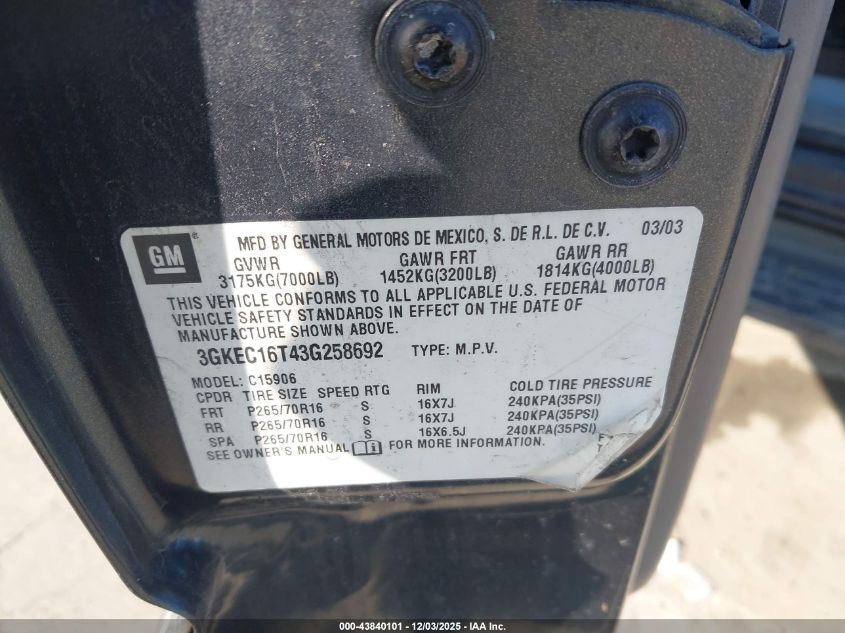 GM ® MFD BY GENERAL MOTORS DE MEXICO, S. DE R.L. DE C.V. 03/03
GVWR GAWR FRT GAWR RR
3175KG(7000LB) 1452KG(3200LB) 1814KG(4000LB)
THIS VEHICLE CONFORMS TO ALL APPLICABLE U.S. FEDERAL MOTOR
VEHICLE SAFETY STANDARDS IN EFFECT ON THE DATE OF
MANUFACTURE SHOWN ABOVE.
3GKEC16T43G258692 TYPE: M.P.V.
MODEL: C15906
CPDR TIRE SIZE SPEED RTG RIM COLD TIRE PRESSURE
FRT P265/70R16 S 16X7J 240KPA(35PSI)
RR P265/70R16 S 16X7J 240KPA(35PSI)
SPA P265/70R16 S 16X6.5J 240KPA(35PSI)
SEE OWNER'S MANUAL FOR MORE INFORMATION.
000-43840101 - 12/03/2025 - IAA Inc.